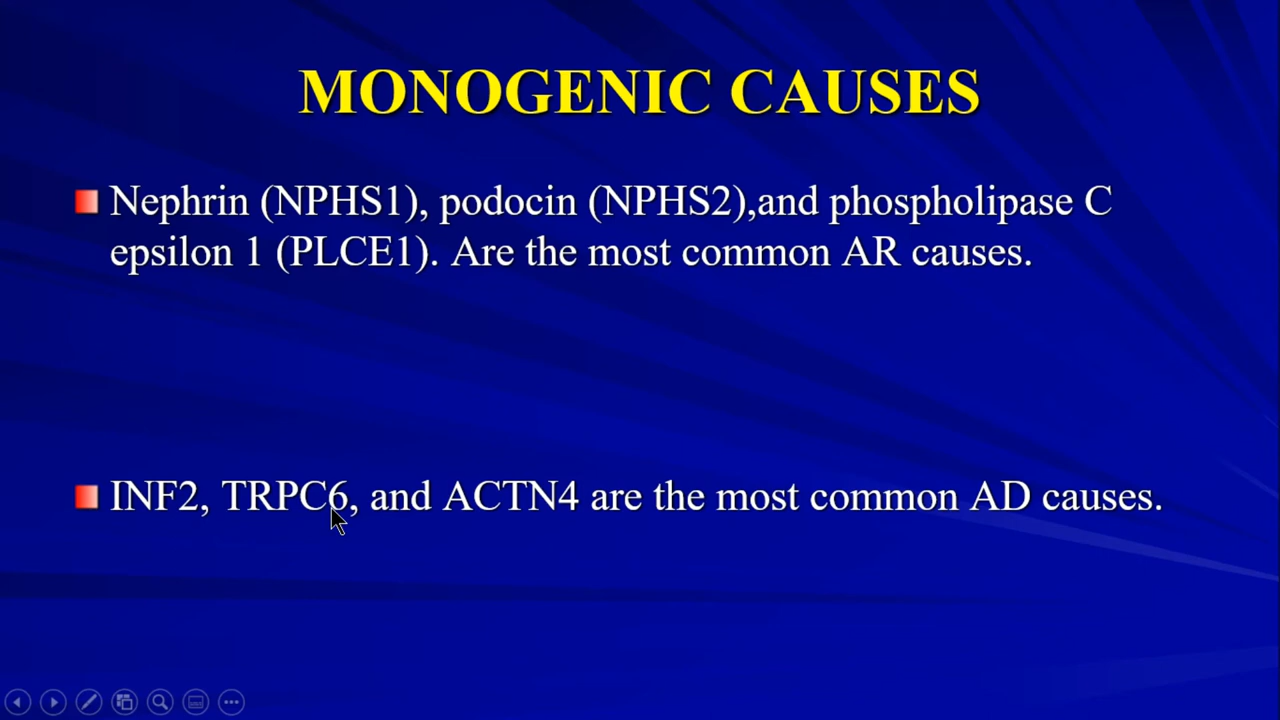 MONOGENIC CAUSES
Nephrin (NPHS1), podocin (NPHS2),and phospholipase C
epsilon 1 (PLCE1). Are the most common AR causes.
INF2, TRPC6, and ACTN4 are the most common AD causes.